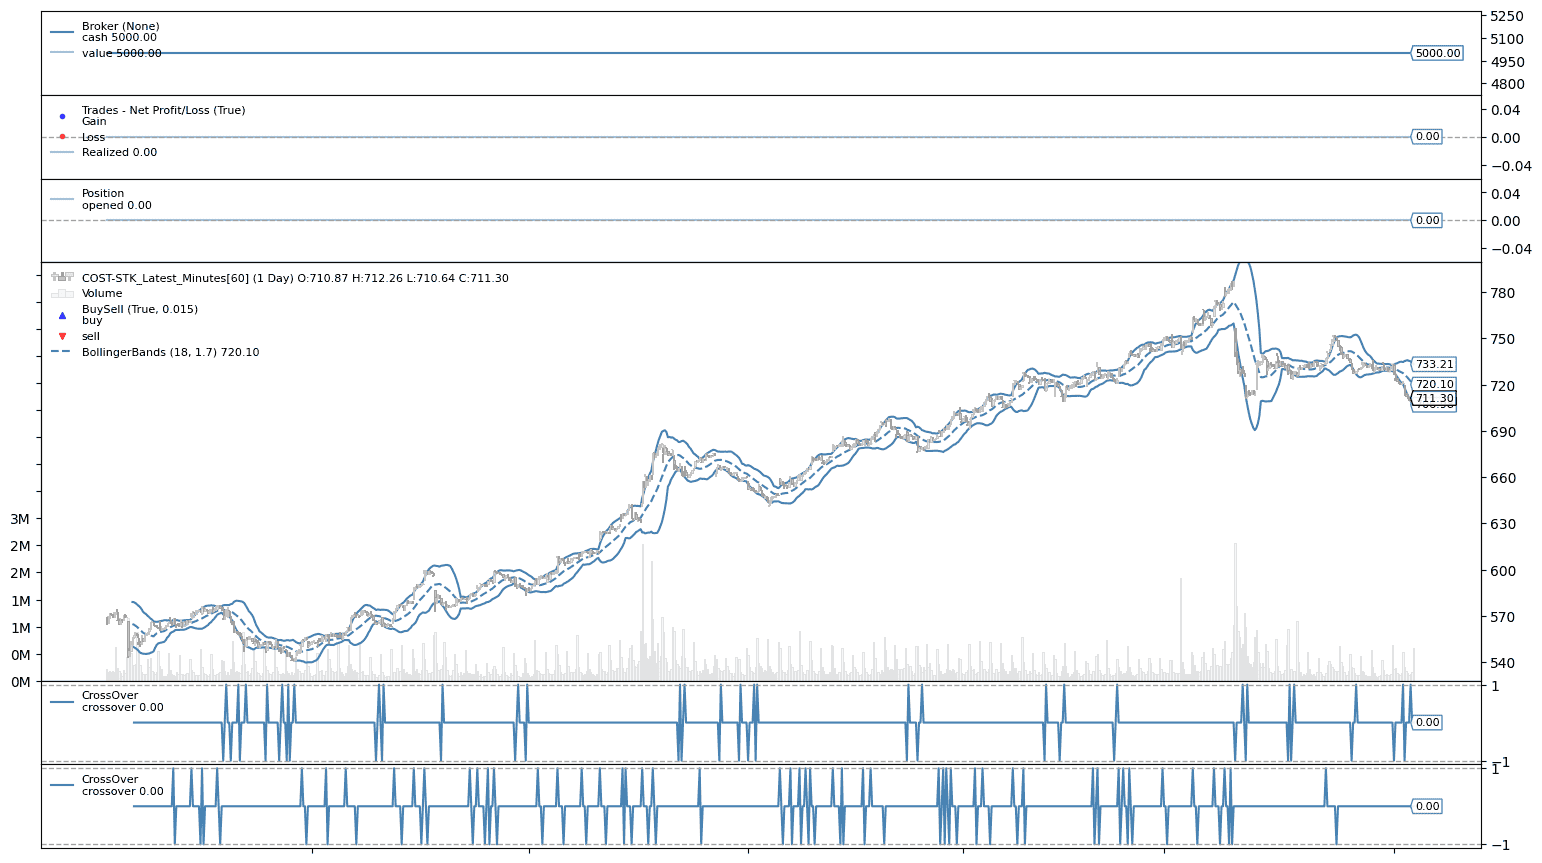 Broker (None)
cash 5000.00
value 5000.00
5250
5100
4950
4800
5000.00
Trades - Net Profit/Loss (True)
Gain
Loss
Realized 0.00
0.04
0.00
−0.04
0.00
Position
opened 0.00
0.04
0.00
−0.04
0.00
COST-STK_Latest_Minutes[60] (1 Day) O:710.87 H:712.26 L:710.64 C:711.30
Volume
BuySell (True, 0.015)
buy
sell
BollingerBands (18, 1.7) 720.10
780
750
720
690
660
630
600
570
540
733.21
720.10
711.30
3M
2M
2M
1M
1M
0M
0M
CrossOver
crossover 0.00
1
0.00
−1
CrossOver
crossover 0.00
1
0.00
−1